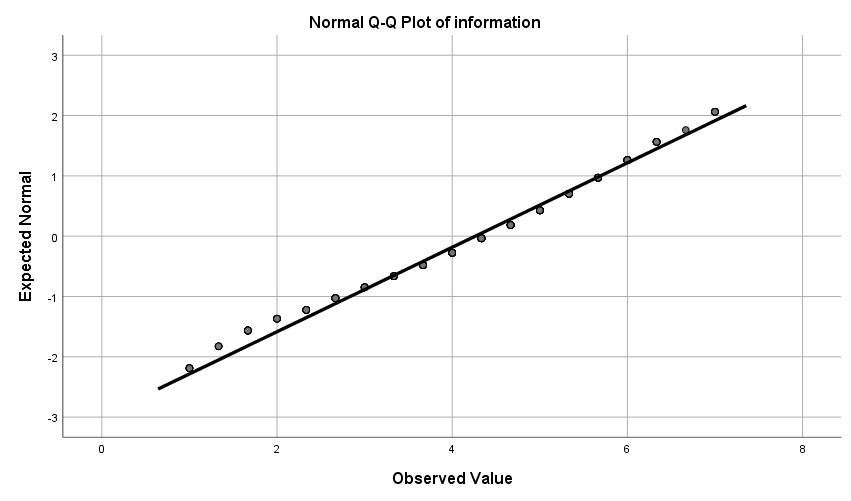 Normal Q-Q Plot of information
3
2
1
0
-1
-2
-3
Expected Normal
0 2 4 6 8
Observed Value